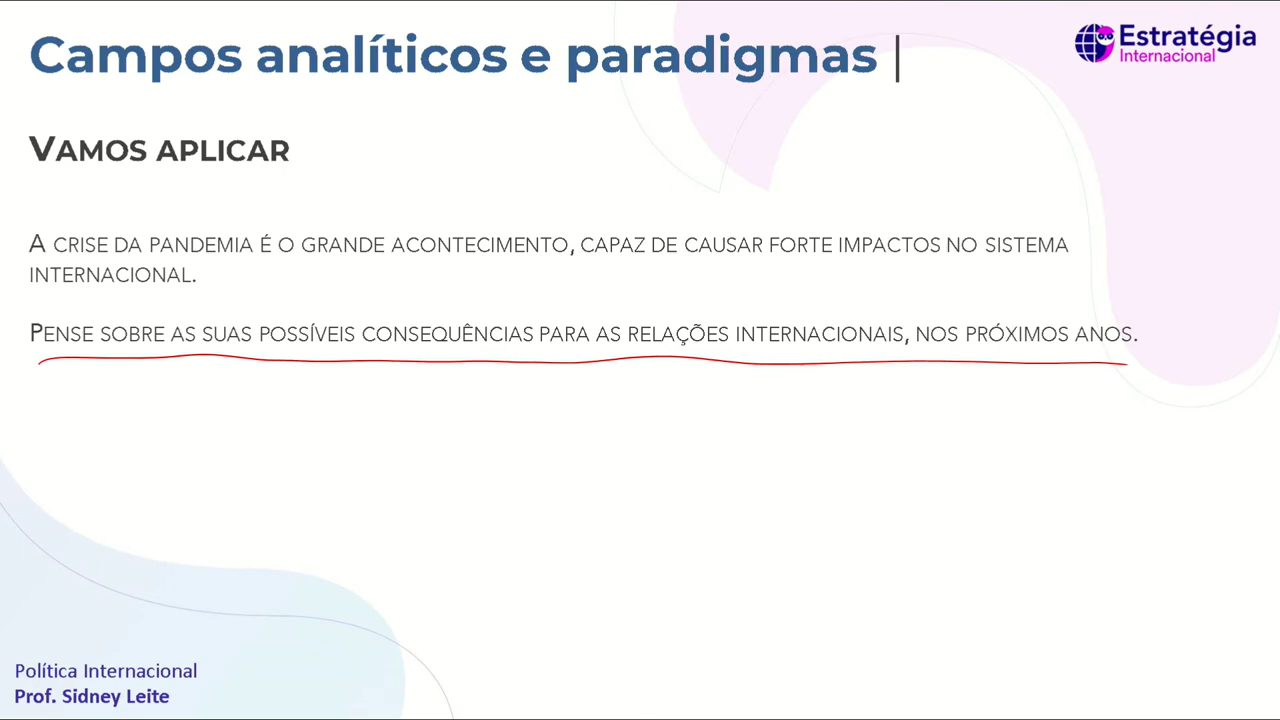 Campos analíticos e paradigmas |
Estratégia
Internacional
VAMOS APLICAR
A CRISE DA PANDEMIA É O GRANDE ACONTECIMENTO, CAPAZ DE CAUSAR FORTE IMPACTOS NO SISTEMA
INTERNACIONAL.
PENSE SOBRE AS SUAS POSSÍVEIS CONSEQUÊNCIAS PARA AS RELAÇÕES INTERNACIONAIS, NOS PRÓXIMOS ANOS.
Política Internacional
Prof. Sidney Leite